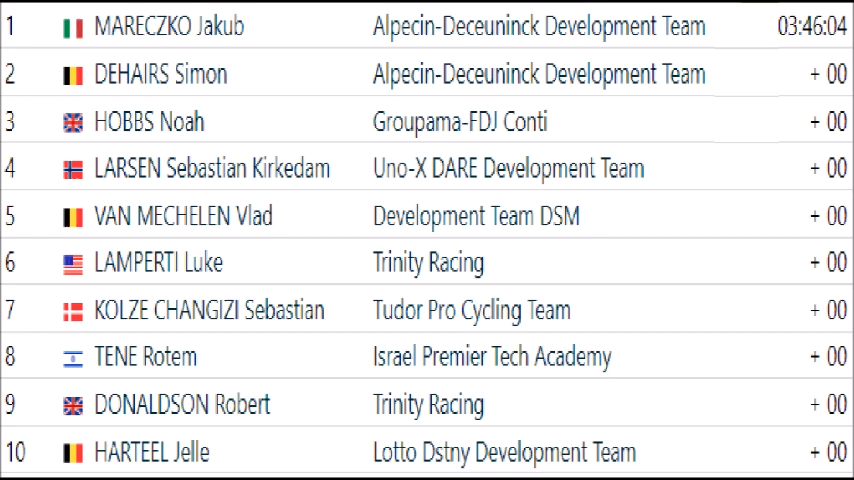 1 MARECZKO Jakub Alpecin-Deceuninck Development Team 03:46:04
2 DEHAIRS Simon Alpecin-Deceuninck Development Team + 00
3 HOBBS Noah Groupama-FDJ Conti + 00
4 LARSEN Sebastian Kirkedam Uno-X DARE Development Team + 00
5 VAN MECHELEN Vlad Development Team DSM + 00
6 LAMPERTI Luke Trinity Racing + 00
7 KOLZE CHANGIZI Sebastian Tudor Pro Cycling Team + 00
8 TENE Rotem Israel Premier Tech Academy + 00
9 DONALDSON Robert Trinity Racing + 00
10 HARTEEL Jelle Lotto Dstny Development Team + 00